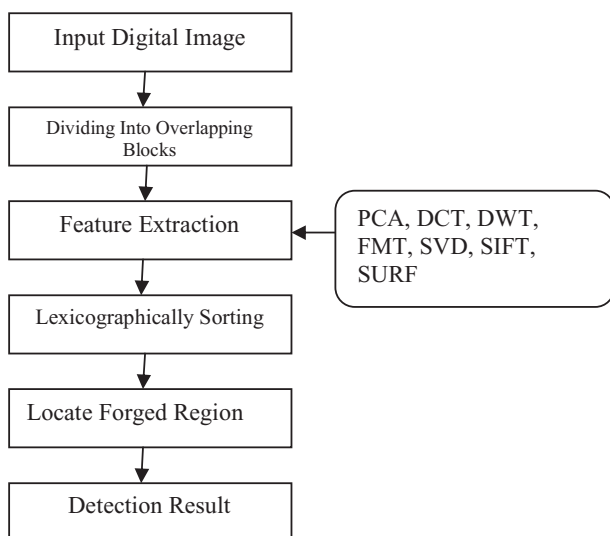 Input Digital Image
Dividing Into Overlapping
Blocks
Feature Extraction
PCA, DCT, DWT,
FMT, SVD, SIFT,
SURF
Lexicographically Sorting
Locate Forged Region
Detection Result